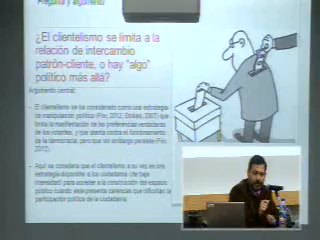 Pregunta y argumento
¿El clientelismo se limita a la
relación de intercambio
patrón-cliente, o hay "algo"
político más allá?
Argumento central:
– El clientelismo se ha considerado como una estrategia
de manipulación política (Fox, 2012; Stokes, 2007) que
limita la manifestación de las preferencias verdaderas
de los votantes, y que atenta contra el funcionamiento
de la democracia, pero que sin embargo persiste (Fox,
2012).
– Aquí se considera que el clientelismo a su vez es una
estrategia disponible a los ciudadanos (de baja
intensidad) para acceder a la construcción del espacio
público cuando éste presenta carencias que dificultan la
participación política de la ciudadanía.